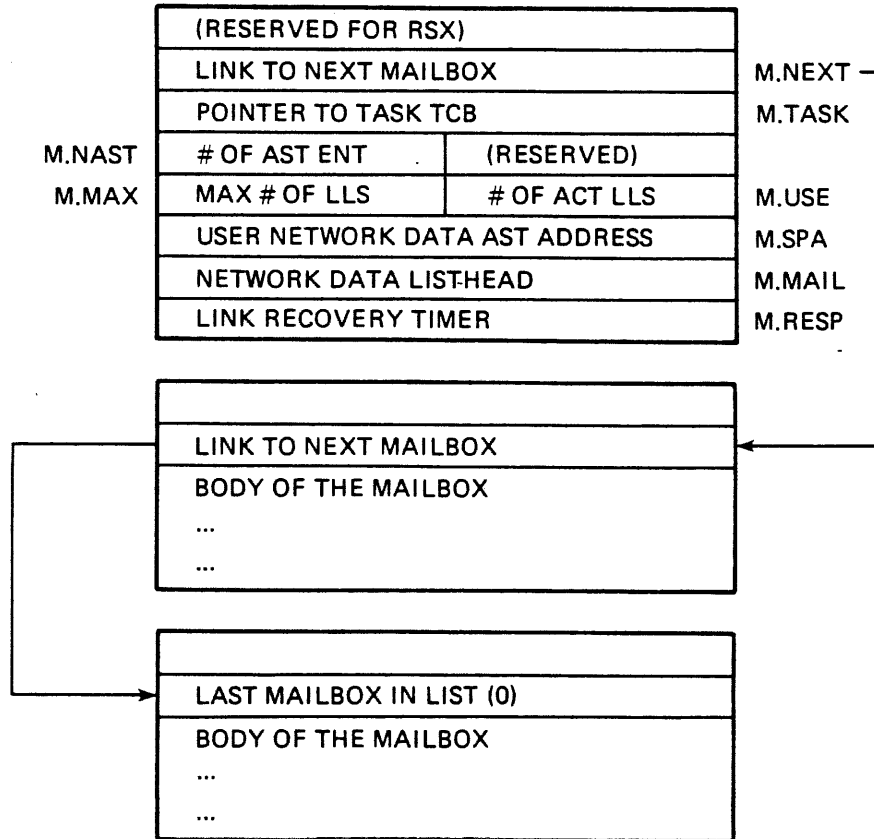 (RESERVED FOR RSX)
LINK TO NEXT MAILBOX M.NEXT
POINTER TO TASK TCB M.TASK
M.NAST # OF AST ENT (RESERVED)
M.MAX MAX # OF LLS # OF ACT LLS M.USE
USER NETWORK DATA AST ADDRESS M.SPA
NETWORK DATA LISTHEAD M.MAIL
LINK RECOVERY TIMER M.RESP
LINK TO NEXT MAILBOX
BODY OF THE MAILBOX
...
...
LAST MAILBOX IN LIST (0)
BODY OF THE MAILBOX
...
...